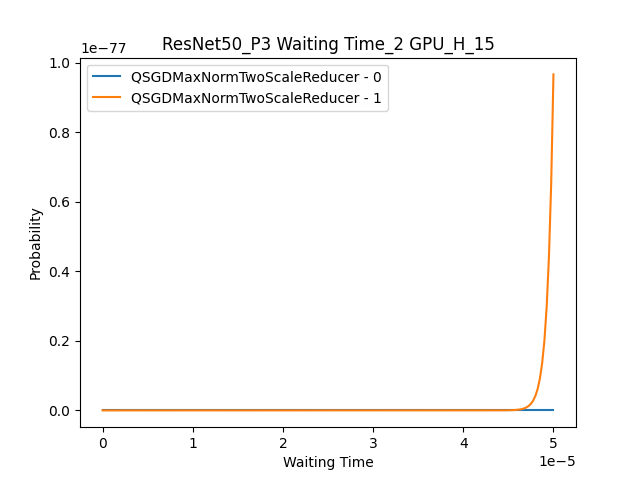 ResNet50_P3 Waiting Time_2 GPU_H_15
1e−77
QSGDMaxNormTwoScaleReducer - 0
QSGDMaxNormTwoScaleReducer - 1
1.0
0.8
0.6
0.4
0.2
0.0
Probability
0 1 2 3 4 5
1e−5
Waiting Time